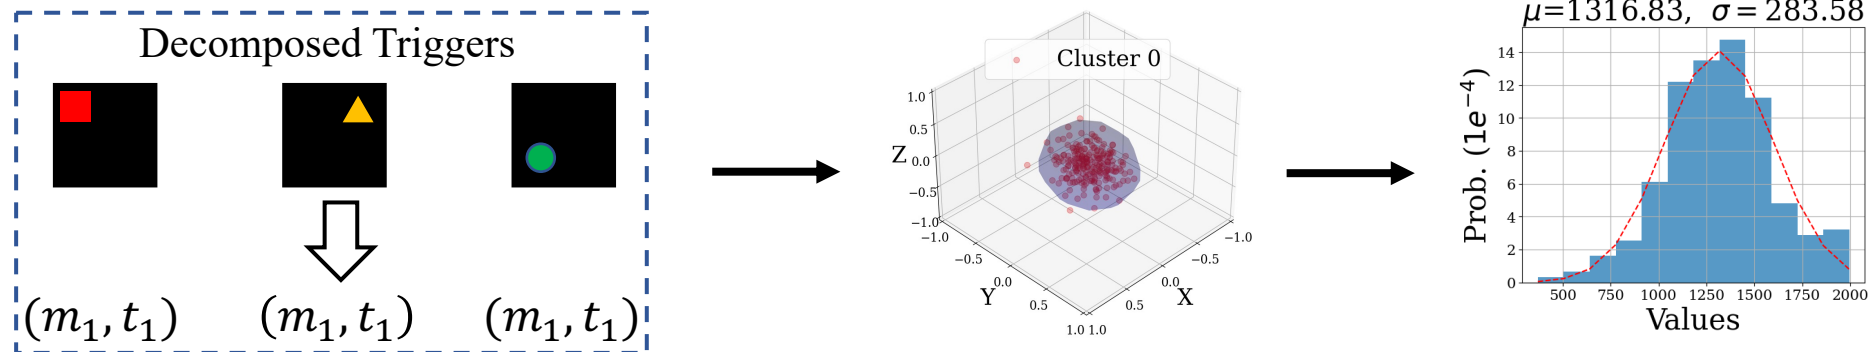 Decomposed Triggers
(m₁, t₁) (m₁, t₁) (m₁, t₁)
Cluster 0
Z
1.0
0.5
0.0
−0.5
−1.0
−1.0
−0.5
0.0
0.5
1.0
Y
−1.0
−0.5
0.0
0.5
1.0
X
μ=1316.83, σ = 283.58
Prob. (1e⁻⁴)
14
12
10
8
6
4
2
0
500 750 1000 1250 1500 1750 2000
Values